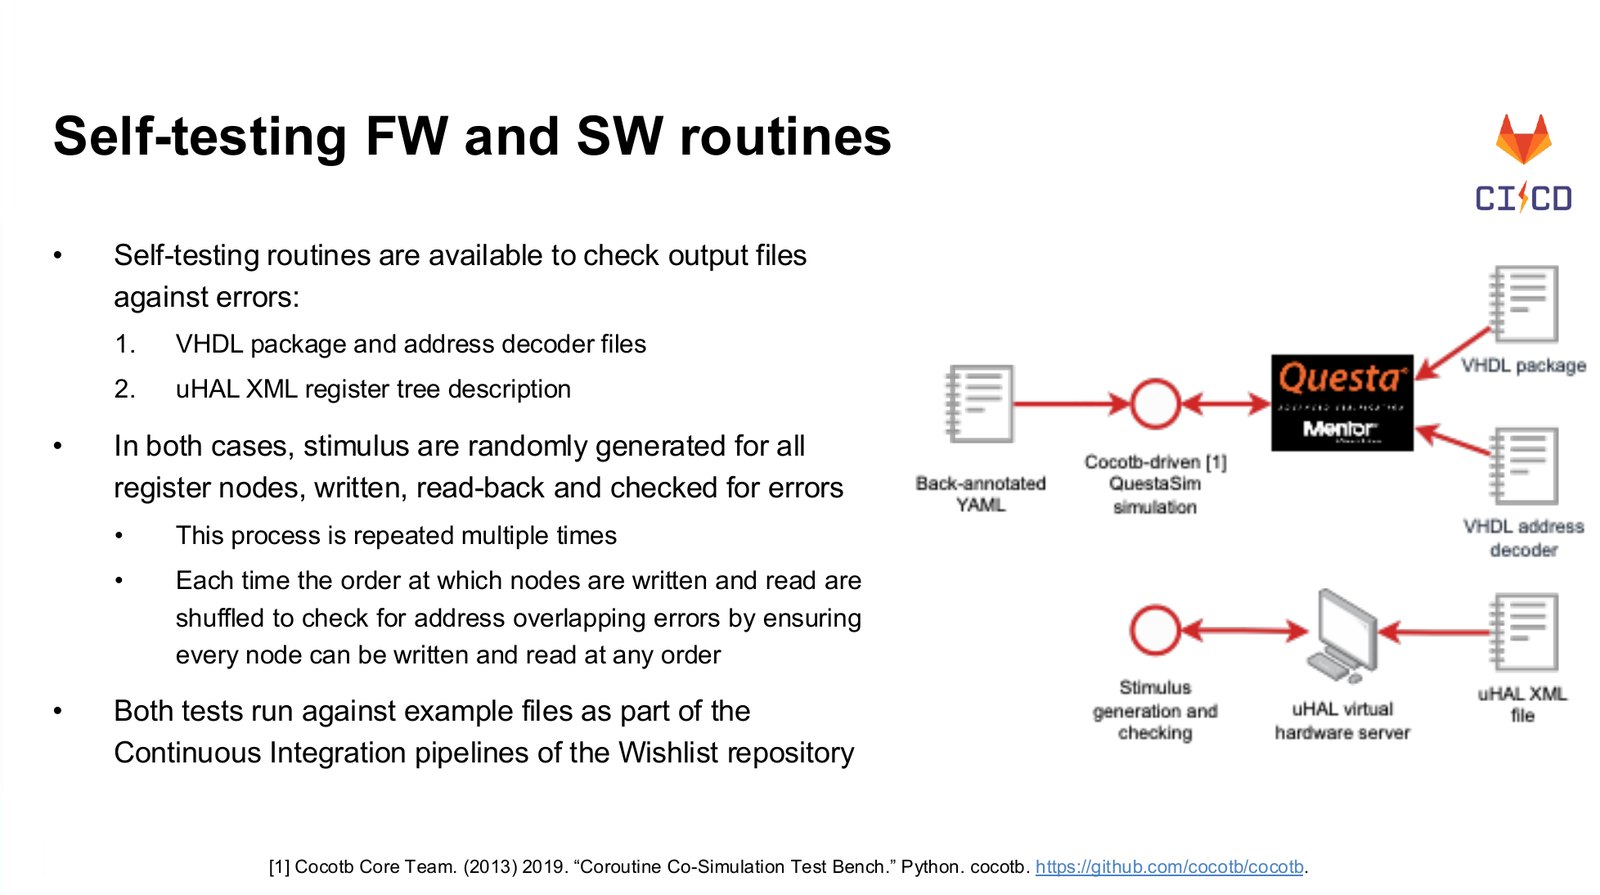 Self-testing FW and SW routines
CI CD
• Self-testing routines are available to check output files
against errors:
1. VHDL package and address decoder files
2. uHAL XML register tree description
• In both cases, stimulus are randomly generated for all
register nodes, written, read-back and checked for errors
• This process is repeated multiple times
• Each time the order at which nodes are written and read are
shuffled to check for address overlapping errors by ensuring
every node can be written and read at any order
• Both tests run against example files as part of the
Continuous Integration pipelines of the Wishlist repository
Back-annotated
YAML
Cocotb-driven [1]
QuestaSim
simulation
Questa
Mentor
VHDL package
VHDL address
decoder
Stimulus
generation and
checking
uHAL virtual
hardware server
uHAL XML
file
[1] Cocotb Core Team. (2013) 2019. “Coroutine Co-Simulation Test Bench.” Python. cocotb. https://github.com/cocotb/cocotb.